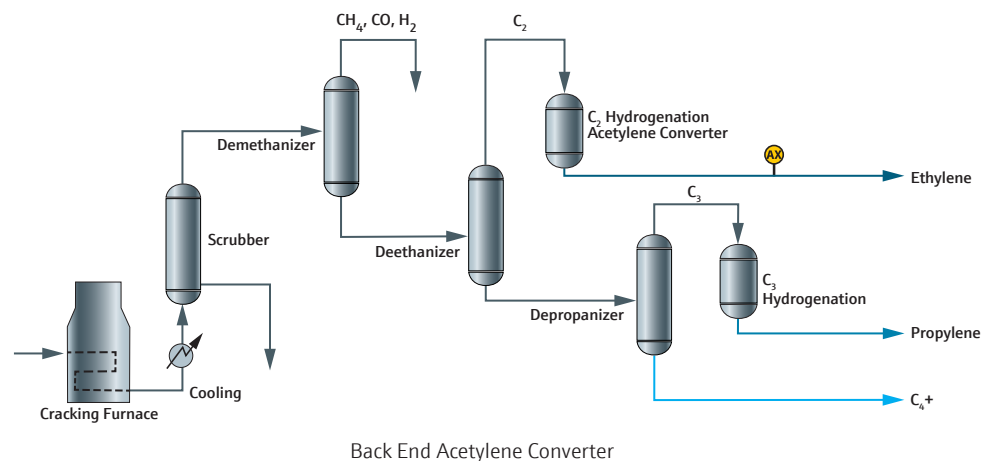 CH₄, CO, H₂
C₂
C₂ Hydrogenation
Acetylene Converter
Demethanizer
AX
Ethylene
C₃
Scrubber
Deethanizer
C₃
Hydrogenation
Depropanizer
Propylene
Cooling
C₄+
Cracking Furnace
Back End Acetylene Converter